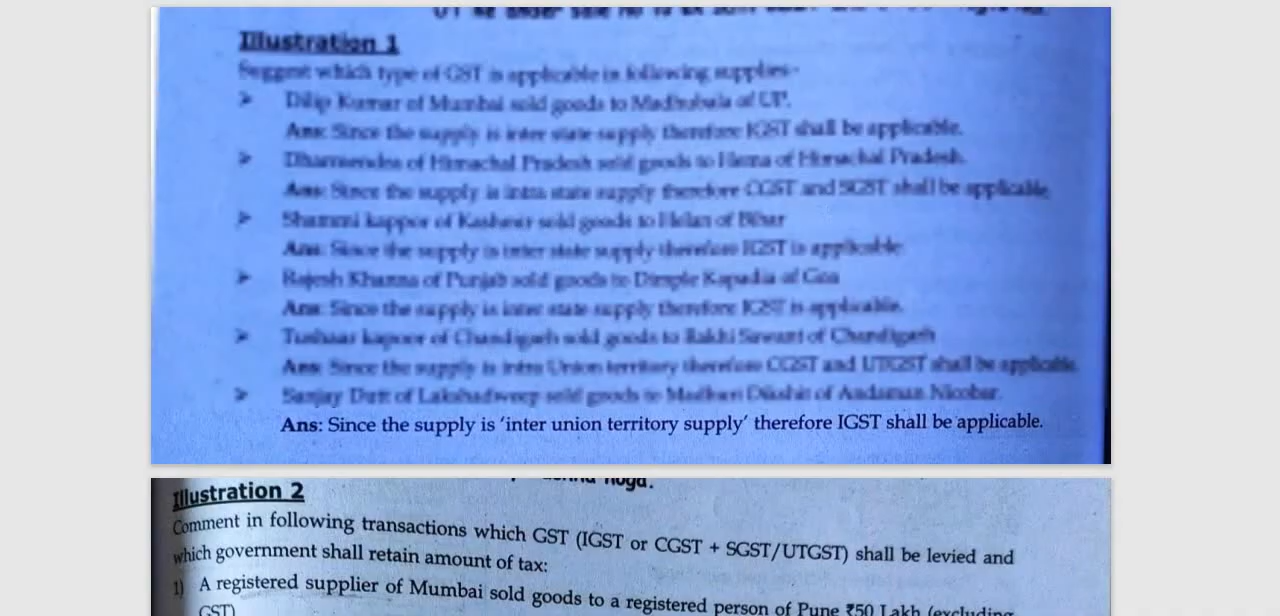 Illustration 1
Suggest which type of GST is applicable in following supplies-
Dilip Kumar of Mumbai sold goods to Madhubala of UP.
Ans: Since the supply is inter state supply therefore IGST shall be applicable.
Dharmendra of Himachal Pradesh sold goods to Hema of Himachal Pradesh.
Ans: Since the supply is intra state supply therefore CGST and SGST shall be applicable.
Shammi kapoor of Kashmir sold goods to Helan of Bihar
Ans: Since the supply is inter state supply therefore IGST is applicable
Rajesh Khanna of Punjab sold goods to Dimple Kapadia of Goa
Ans: Since the supply is inter state supply therefore IGST is applicable.
Tushaar kapoor of Chandigarh sold goods to Rakhi Sawant of Chandigarh
Ans: Since the supply is intra Union territory therefore CGST and UTGST shall be applicable.
Sanjay Dutt of Lakshadweep sold goods to Madhuri Dikshit of Andaman Nicobar.
Ans: Since the supply is 'inter union territory supply' therefore IGST shall be applicable.
hoga.
Illustration 2
Comment in following transactions which GST (IGST or CGST + SGST/UTGST) shall be levied and
which government shall retain amount of tax:
1) A registered supplier of Mumbai sold goods to a registered person of Pune ₹50 Lakh (excluding
GST)